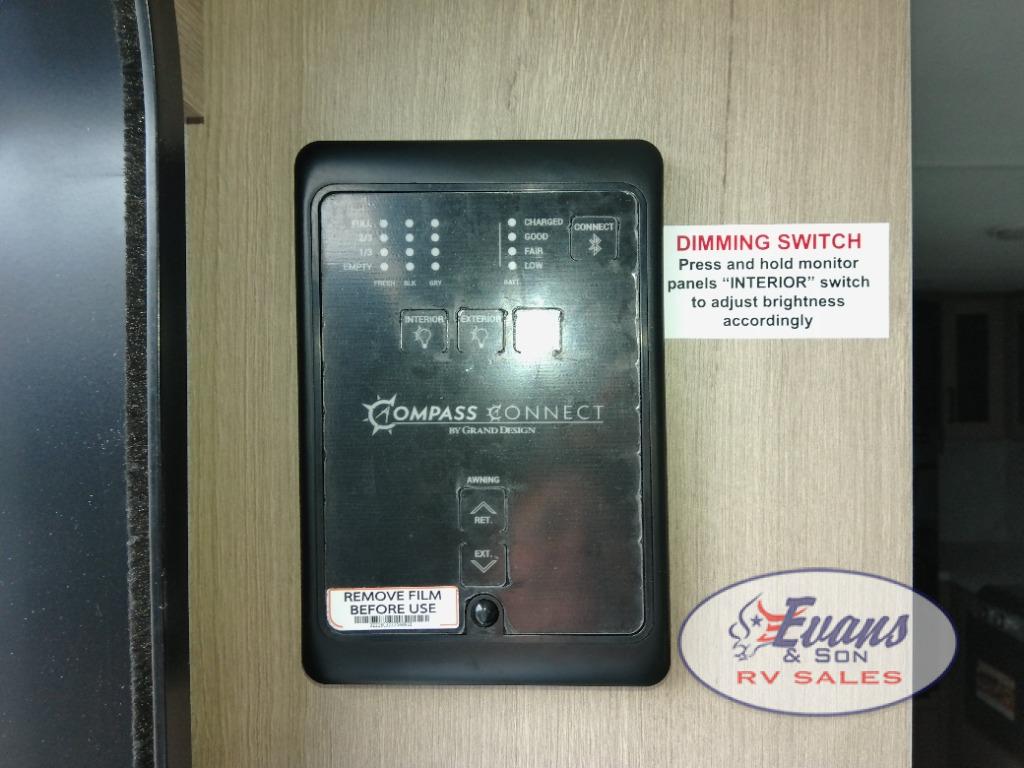 FULL
2/3
1/3
EMPTY
FRESH BLK GRY
CHARGED
GOOD
FAIR
LOW
BATT.
CONNECT
INTERIOR
EXTERIOR
COMPASS CONNECT
BY GRAND DESIGN
AWNING
RET.
EXT.
REMOVE FILM
BEFORE USE
DIMMING SWITCH
Press and hold monitor
panels “INTERIOR” switch
to adjust brightness
accordingly
Evans
& SON
RV SALES